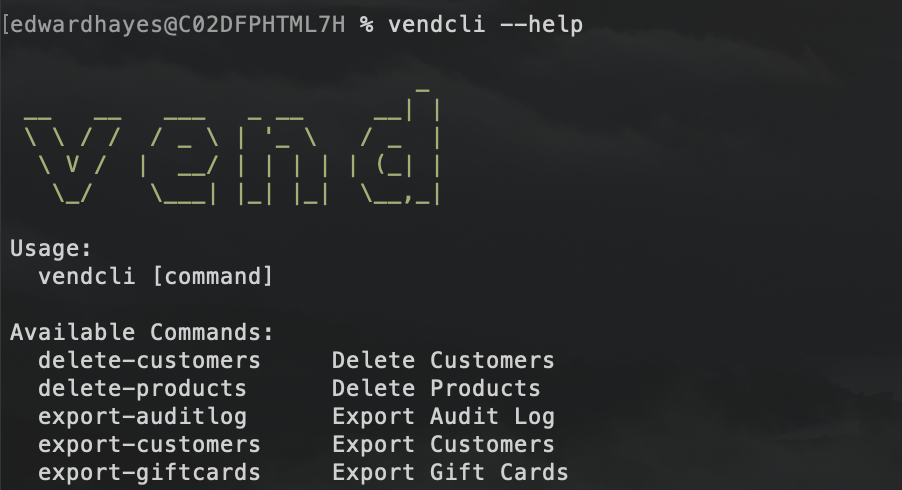 [edwardhayes@C02DFPHTML7H % vendcli --help
vend
Usage:
vendcli [command]
Available Commands:
delete-customers Delete Customers
delete-products Delete Products
export-auditlog Export Audit Log
export-customers Export Customers
export-giftcards Export Gift Cards